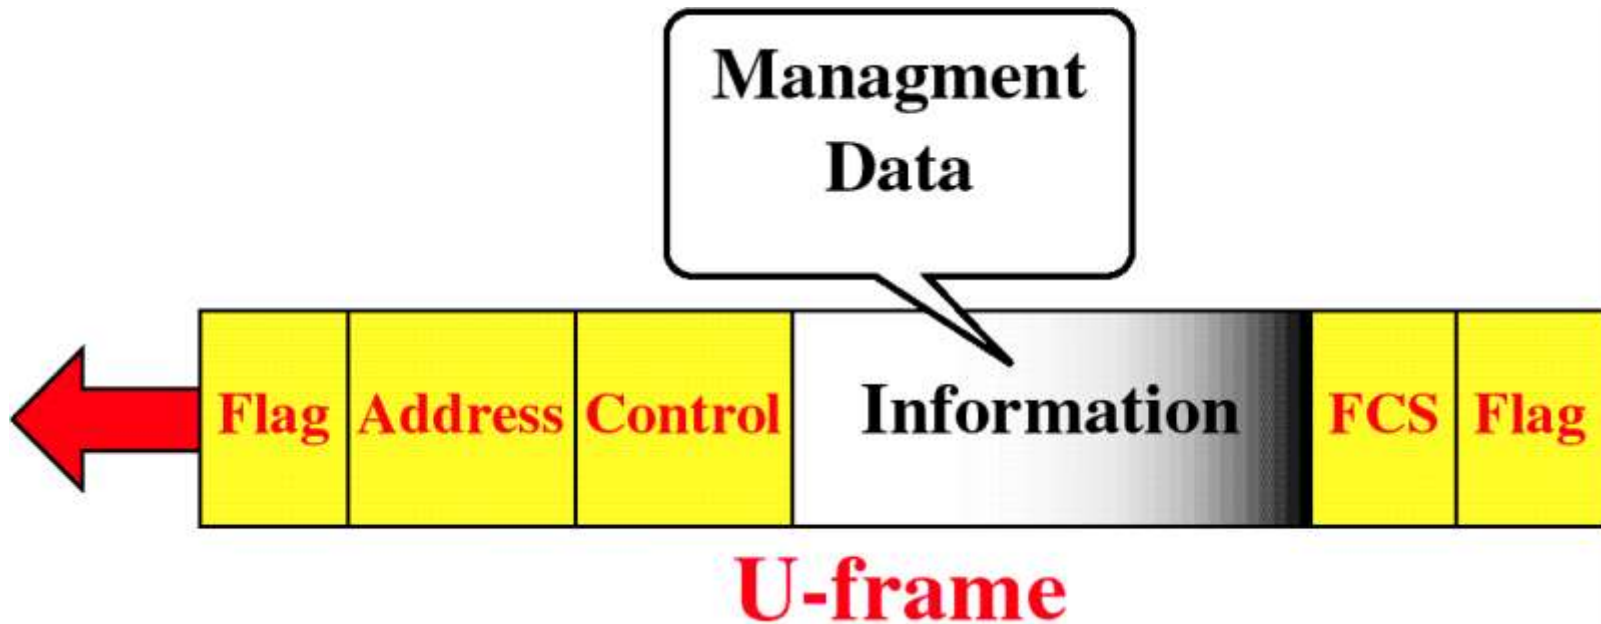 Managment
Data
Flag Address Control Information FCS Flag
U-frame